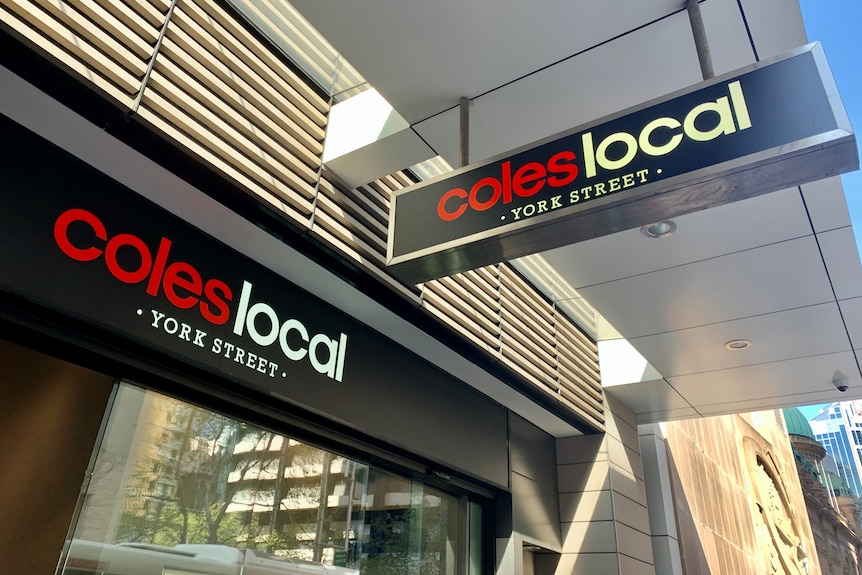 coles local
· YORK STREET ·
coles local
· YORK STREET ·